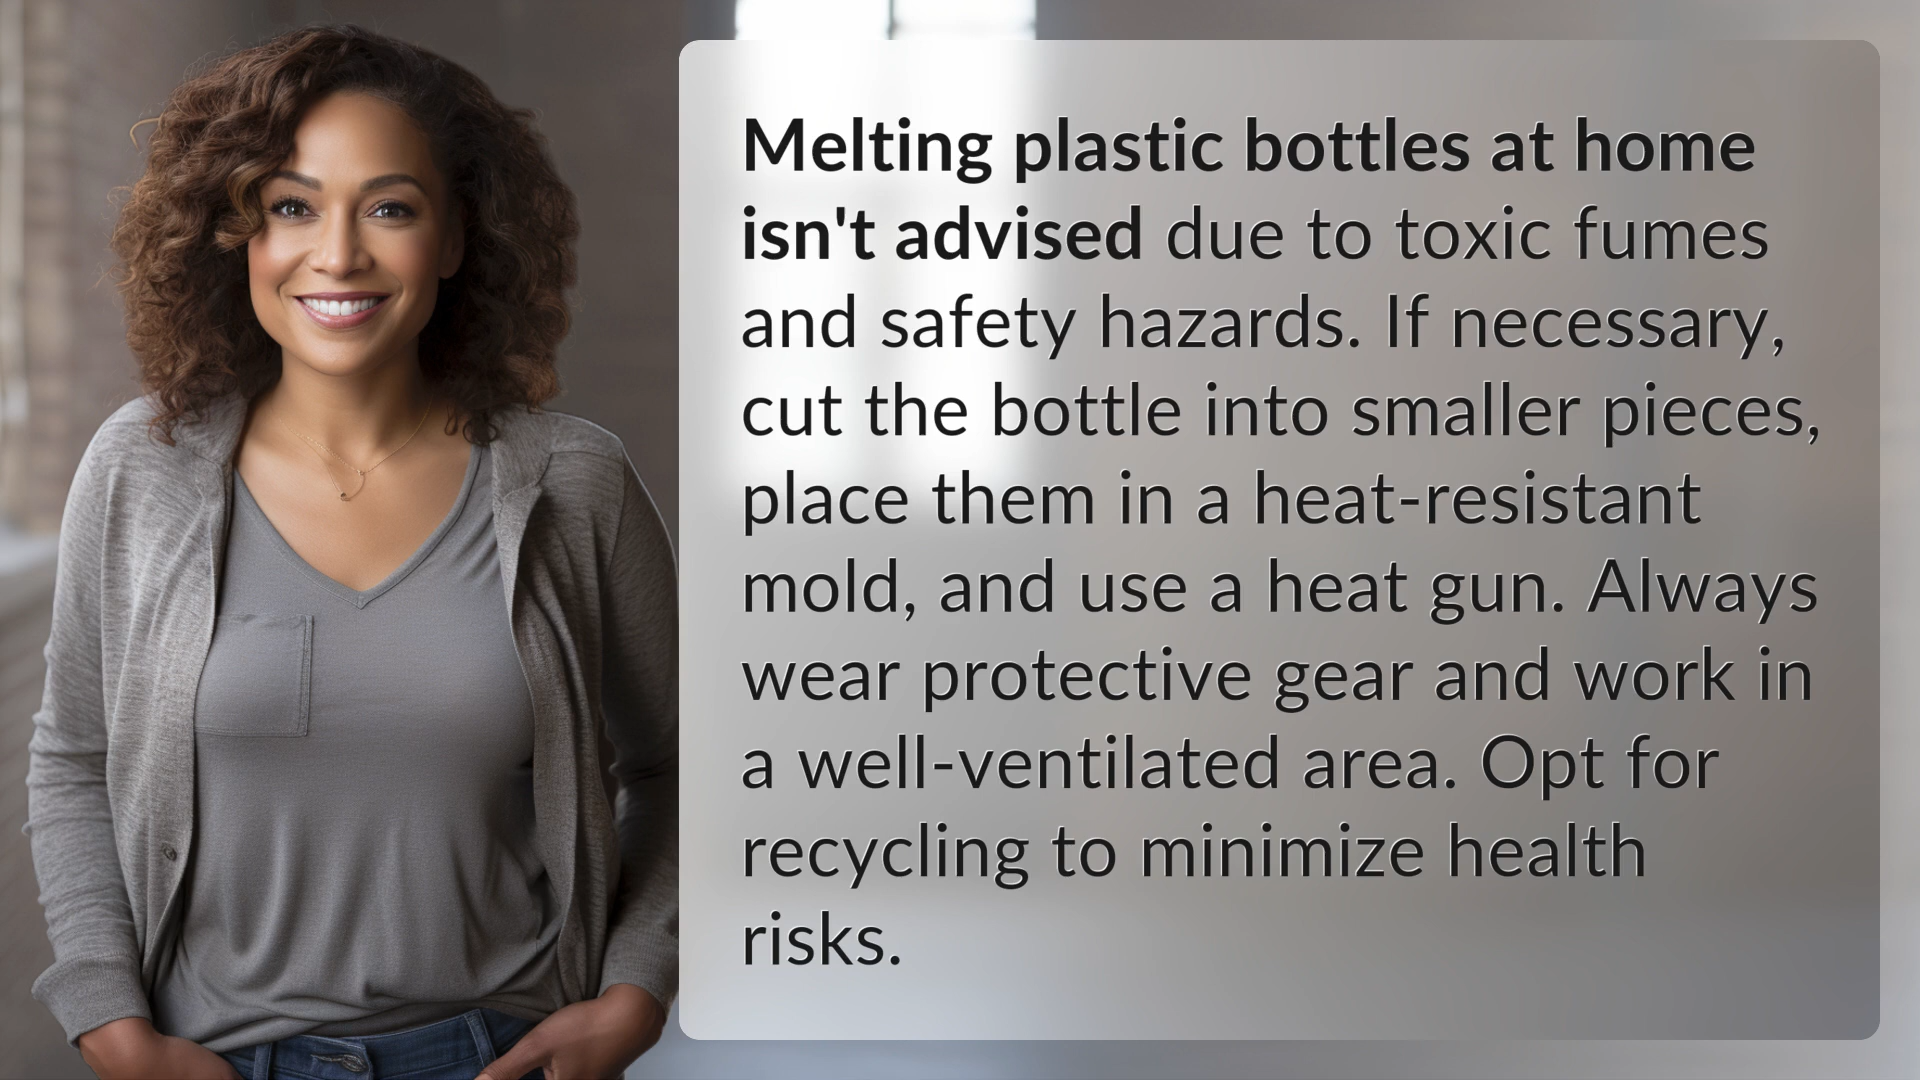 Melting plastic bottles at home
isn't advised due to toxic fumes
and safety hazards. If necessary,
cut the bottle into smaller pieces,
place them in a heat-resistant
mold, and use a heat gun. Always
wear protective gear and work in
a well-ventilated area. Opt for
recycling to minimize health
risks.